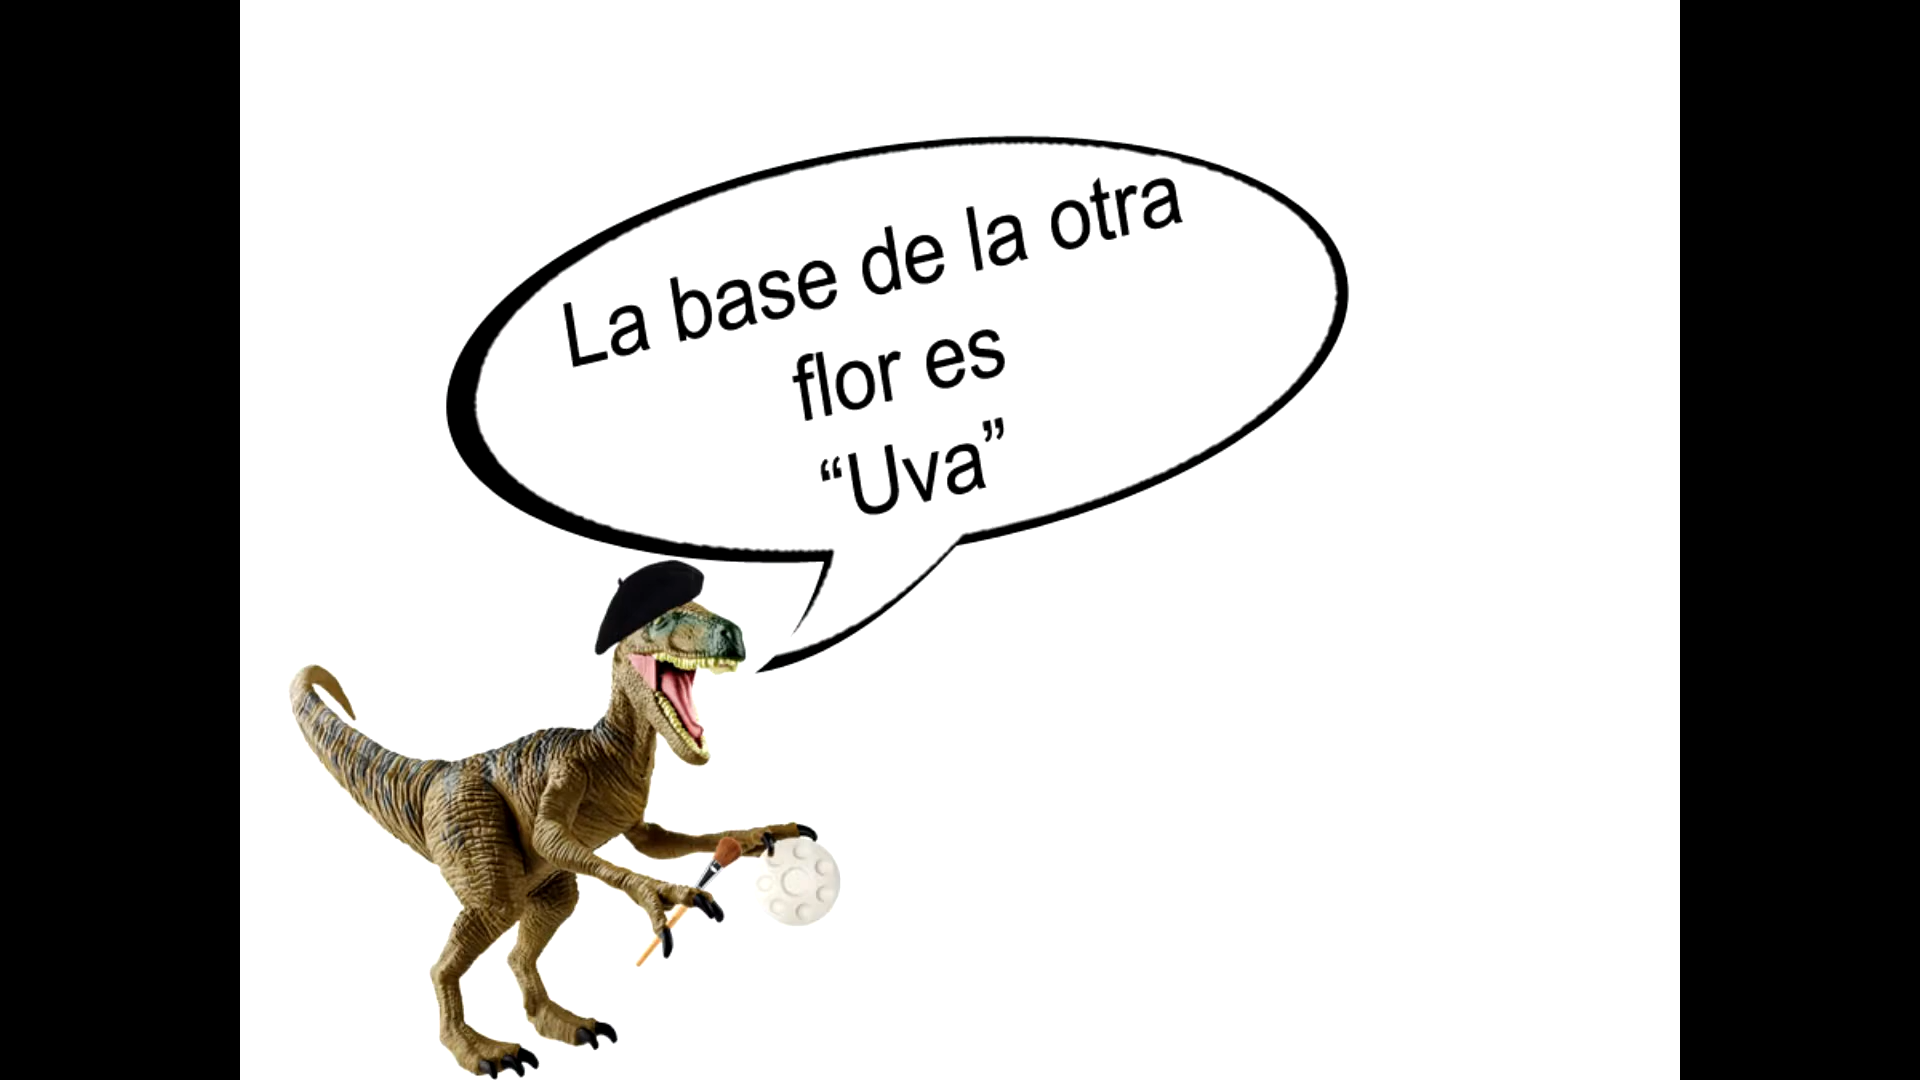 La base de la otra
flor es
“Uva”